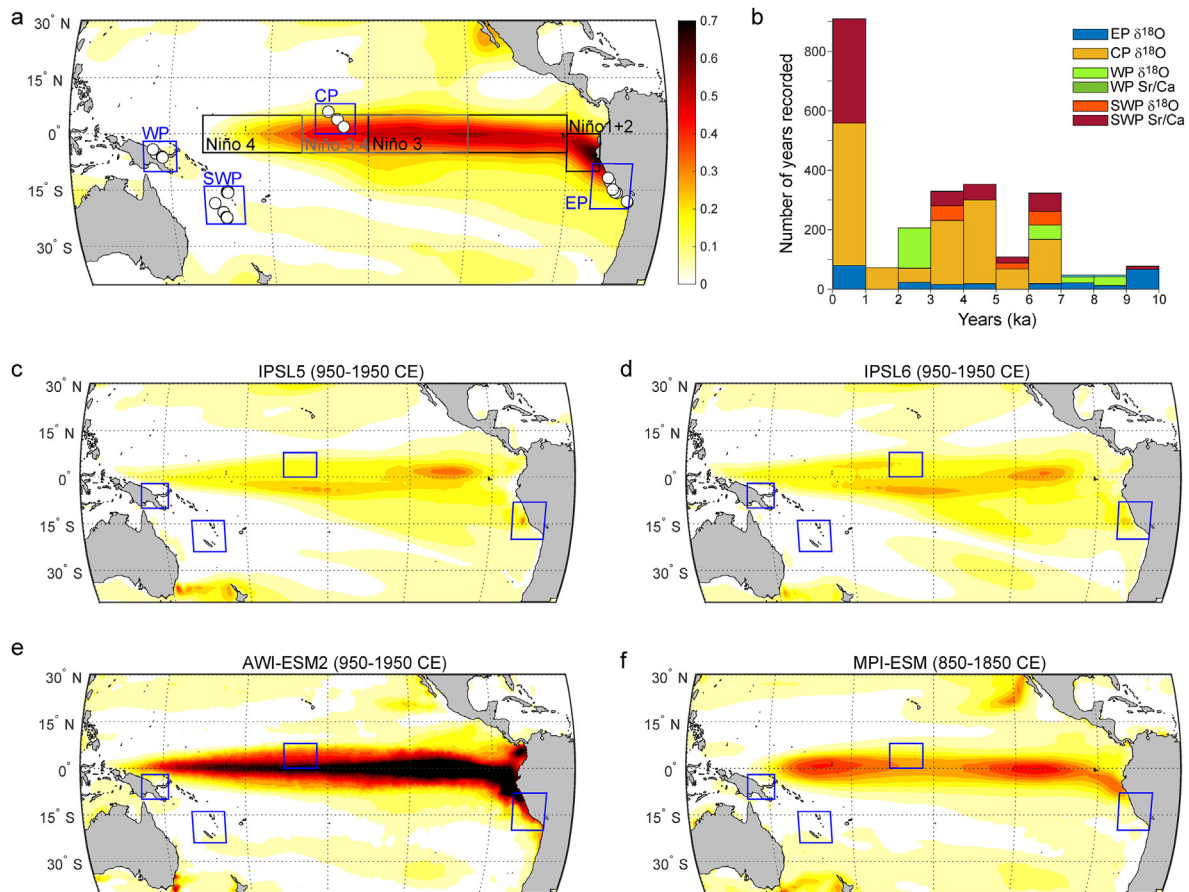 a
30° N
15° N
0°
15° S
30° S
CP
WP
SWP
EP
Niño 4
Niño 3.4
Niño 3
Niño 1+2
0.7
0.6
0.5
0.4
0.3
0.2
0.1
0
b
Number of years recorded
800
600
400
200
0
0 1 2 3 4 5 6 7 8 9 10
Years (ka)
EP δ¹⁸O
CP δ¹⁸O
WP δ¹⁸O
WP Sr/Ca
SWP δ¹⁸O
SWP Sr/Ca
c
IPSL5 (950-1950 CE)
30° N
15° N
0°
15° S
30° S
d
IPSL6 (950-1950 CE)
30° N
15° N
0°
15° S
30° S
e
AWI-ESM2 (950-1950 CE)
30° N
15° N
0°
15° S
30° S
f
MPI-ESM (850-1850 CE)
30° N
15° N
0°
15° S
30° S